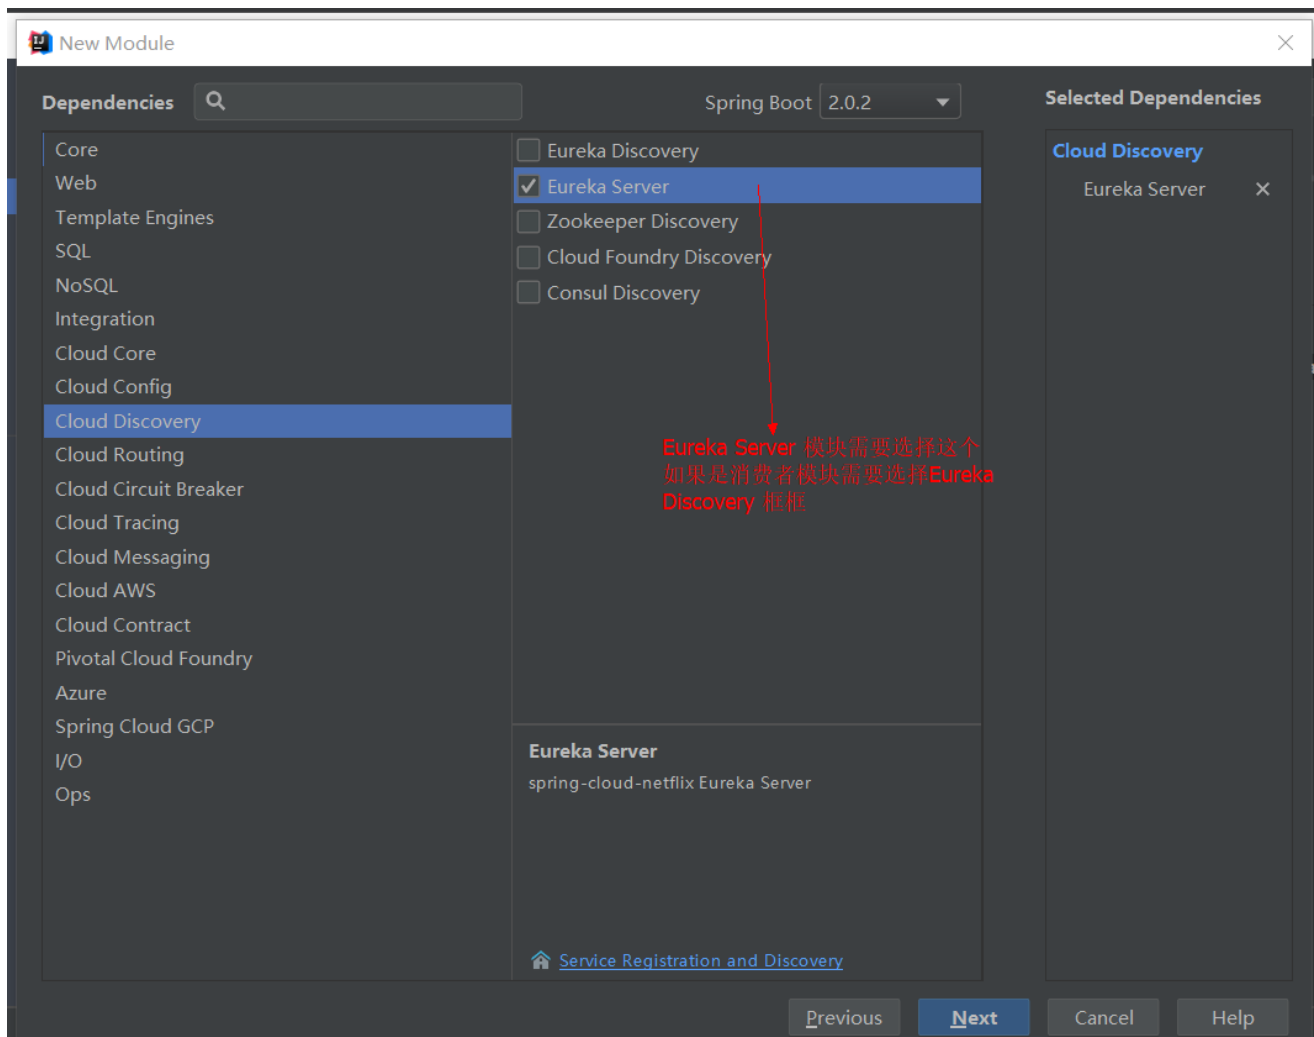 New Module
Dependencies
Spring Boot 2.0.2
Selected Dependencies
Core
Web
Template Engines
SQL
NoSQL
Integration
Cloud Core
Cloud Config
Cloud Discovery
Cloud Routing
Cloud Circuit Breaker
Cloud Tracing
Cloud Messaging
Cloud AWS
Cloud Contract
Pivotal Cloud Foundry
Azure
Spring Cloud GCP
I/O
Ops
Eureka Discovery
Eureka Server
Zookeeper Discovery
Cloud Foundry Discovery
Consul Discovery
Eureka Server 模块需要选择这个
如果是消费者模块需要选择Eureka
Discovery 框框
Eureka Server
spring-cloud-netflix Eureka Server
Service Registration and Discovery
Cloud Discovery
Eureka Server
Previous
Next
Cancel
Help